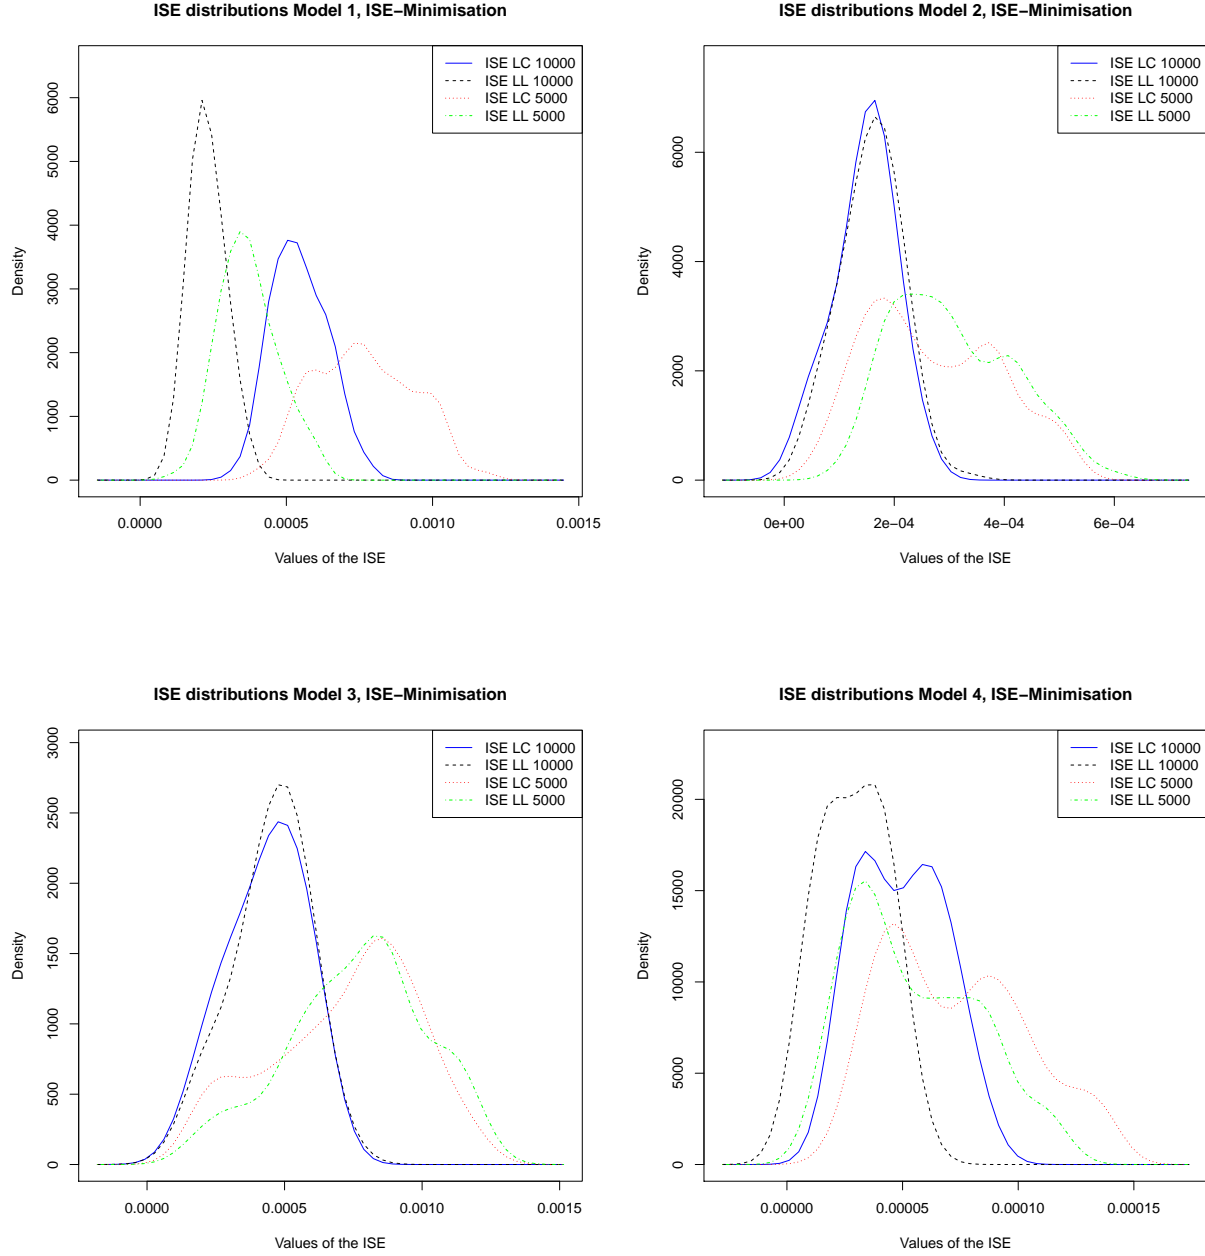 ISE distributions Model 1, ISE−Minimisation
ISE LC 10000
ISE LL 10000
ISE LC 5000
ISE LL 5000
Density
0
1000
2000
3000
4000
5000
6000
0.0000
0.0005
0.0010
0.0015
Values of the ISE
ISE distributions Model 2, ISE−Minimisation
ISE LC 10000
ISE LL 10000
ISE LC 5000
ISE LL 5000
Density
0
2000
4000
6000
0e+00
2e−04
4e−04
6e−04
Values of the ISE
ISE distributions Model 3, ISE−Minimisation
ISE LC 10000
ISE LL 10000
ISE LC 5000
ISE LL 5000
Density
0
500
1000
1500
2000
2500
3000
0.0000
0.0005
0.0010
0.0015
Values of the ISE
ISE distributions Model 4, ISE−Minimisation
ISE LC 10000
ISE LL 10000
ISE LC 5000
ISE LL 5000
Density
0
5000
10000
15000
20000
0.00000
0.00005
0.00010
0.00015
Values of the ISE